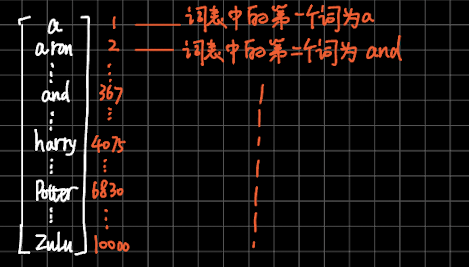 a 1 — 词表中的第一个词为a
aron 2 — 词表中的第二个词为 and
⋮ ⋮
and 367
⋮ ⋮
harry 4075
⋮ ⋮
Potter 6830
⋮ ⋮
Zulu 10000